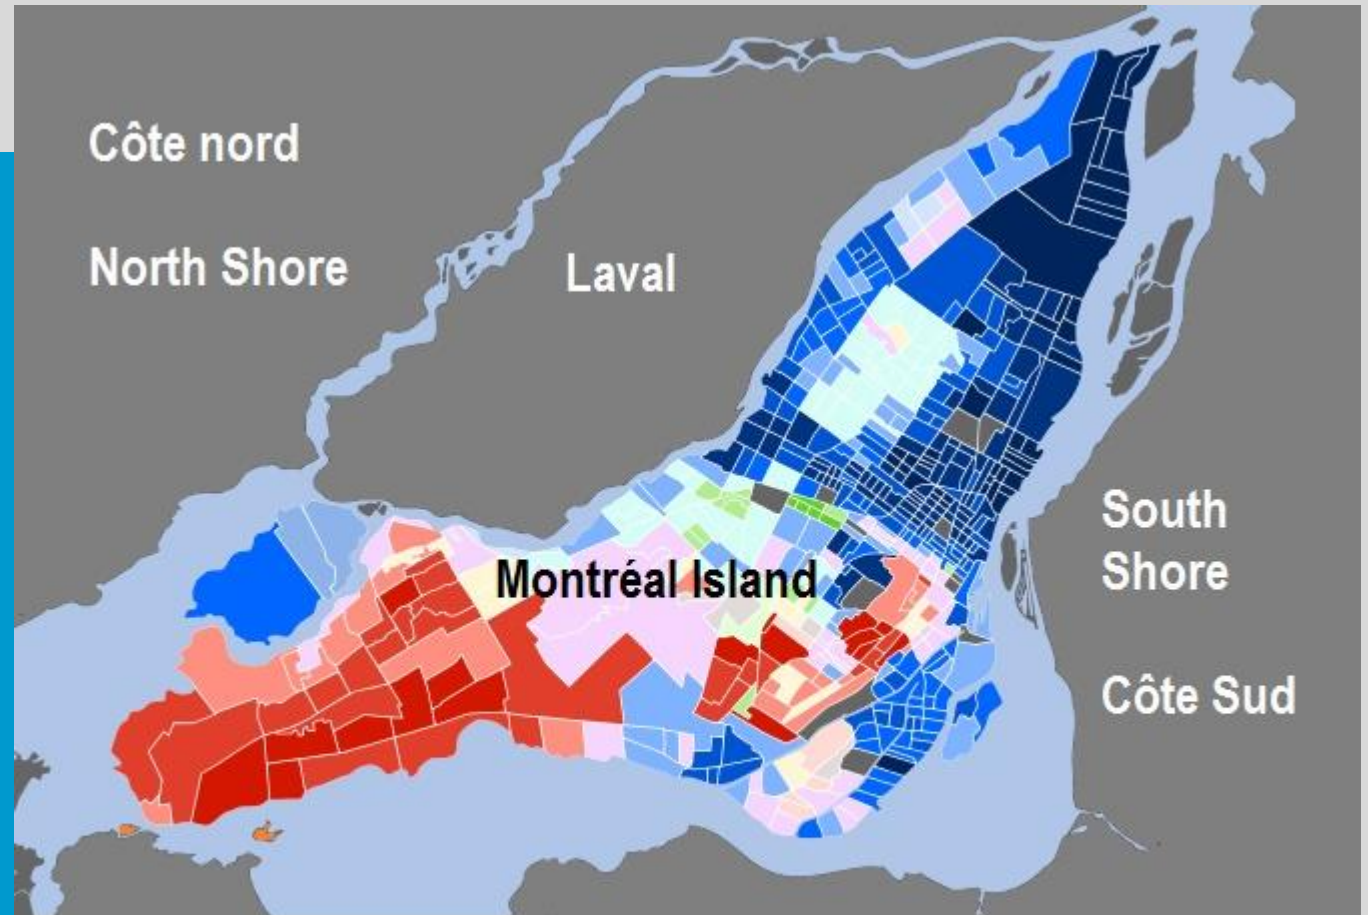 Côte nord
North Shore
Laval
Montréal Island
South
Shore
Côte Sud